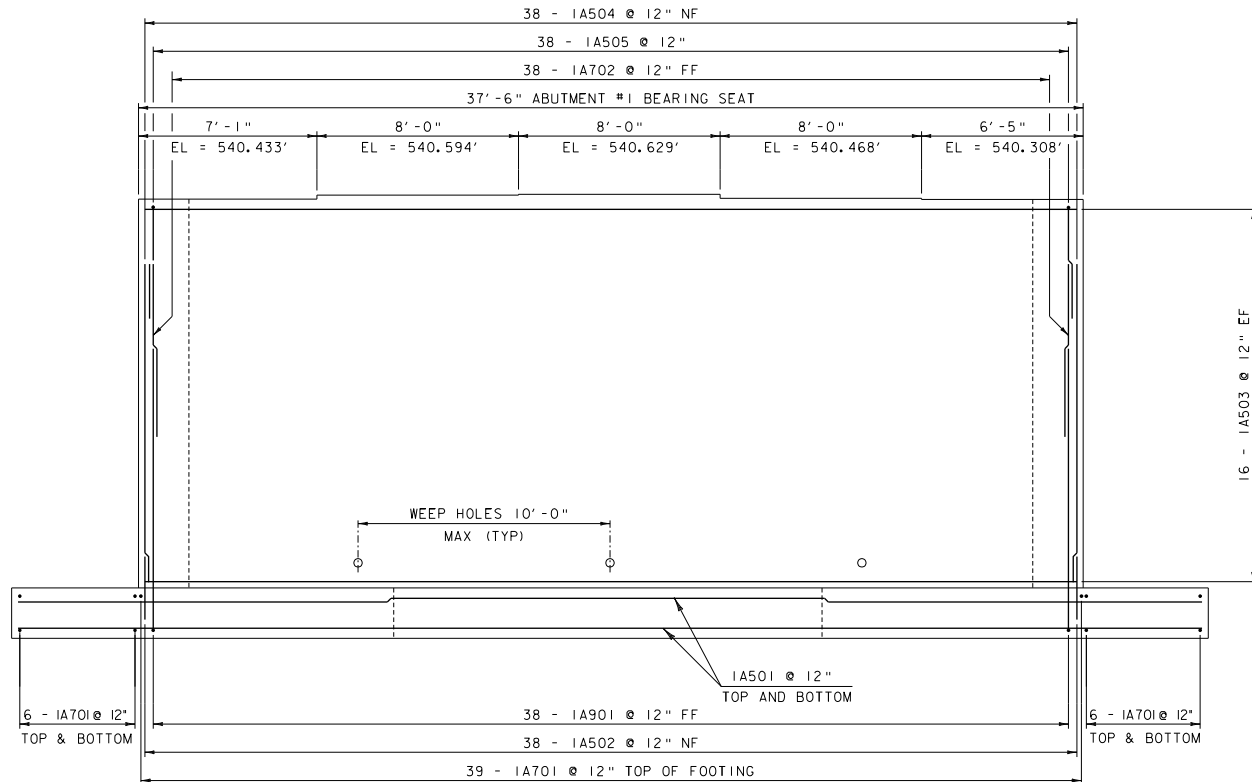 38 - 1A504 @ 12" NF
38 - 1A505 @ 12"
38 - 1A702 @ 12" FF
37'-6" ABUTMENT #1 BEARING SEAT
7'-1" 8'-0" 8'-0" 8'-0" 6'-5"
EL = 540.433' EL = 540.594' EL = 540.629' EL = 540.468' EL = 540.308'
16 - 1A503 @ 12" EF
WEEP HOLES 10'-0"
MAX (TYP)
1A501 @ 12"
TOP AND BOTTOM
6 - 1A701 @ 12" 38 - 1A901 @ 12" FF 6 - 1A701 @ 12"
TOP & BOTTOM TOP & BOTTOM
38 - 1A502 @ 12" NF
39 - 1A701 @ 12" TOP OF FOOTING